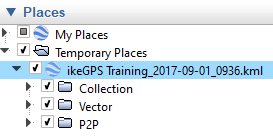 Places
My Places
Temporary Places
ikeGPS Training_2017-09-01_0936.kml
Collection
Vector
P2P